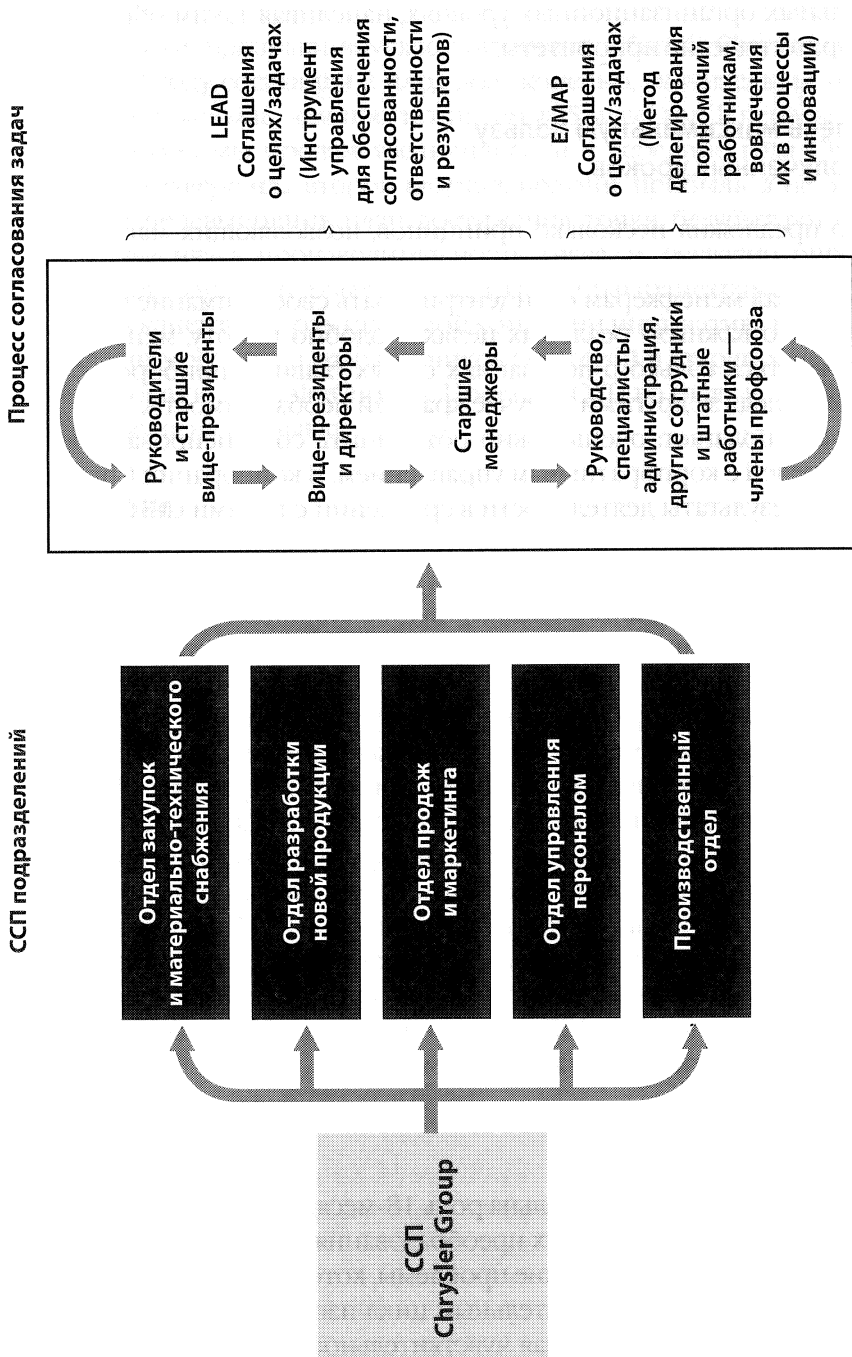 ССП подразделений
Процесс согласования задач
ССП
Chrysler Group
Отдел закупок
и материально-технического
снабжения
Отдел разработки
новой продукции
Отдел продаж
и маркетинга
Отдел управления
персоналом
Производственный
отдел
Руководители
и старшие
вице-президенты
Вице-президенты
и директоры
Старшие
менеджеры
Руководство,
специалисты/
администрация,
другие сотрудники
и штатные
работники —
члены профсоюза
LEAD
Соглашения
о целях/задачах
(Инструмент
управления
для обеспечения
согласованности,
ответственности
и результатов)
E/MAP
Соглашения
о целях/задачах
(Метод
делегирования
поломочий
работникам,
вовлечения
их в процессы
и инновации)